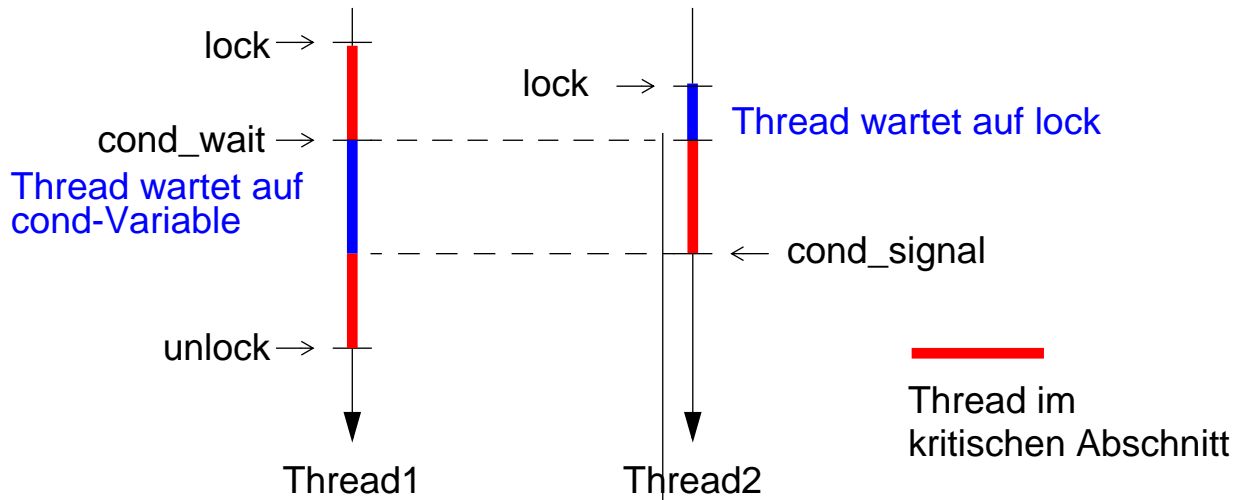 lock
lock
Thread wartet auf lock
cond_wait
Thread wartet auf
cond-Variable
cond_signal
unlock
Thread im
kritischen Abschnitt
Thread1
Thread2